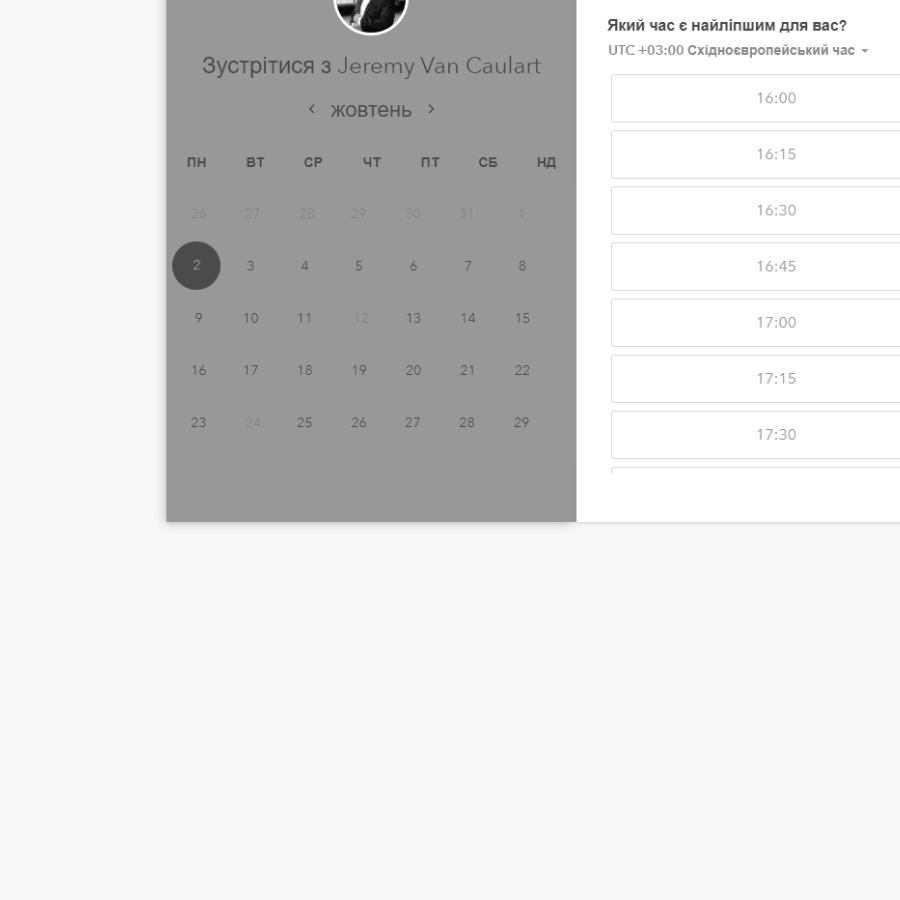 Зустрітися з Jeremy Van Caulart
жовтень
ПН ВТ СР ЧТ ПТ СБ НД
26 27 28 29 30 31 1
2 3 4 5 6 7 8
9 10 11 12 13 14 15
16 17 18 19 20 21 22
23 24 25 26 27 28 29
Який час є найліпшим для вас?
UTC +03:00 Східноєвропейський час
16:00
16:15
16:30
16:45
17:00
17:15
17:30